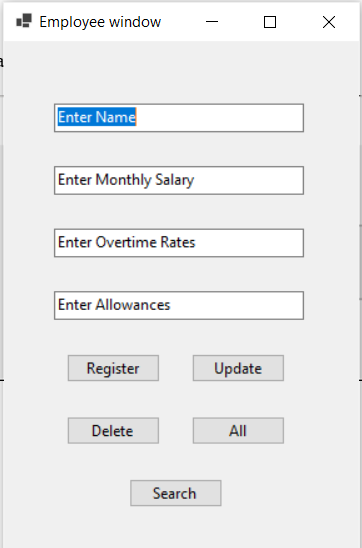 Employee window
a
Enter Name
Enter Monthly Salary
Enter Overtime Rates
Enter Allowances
Register Update
Delete All
Search